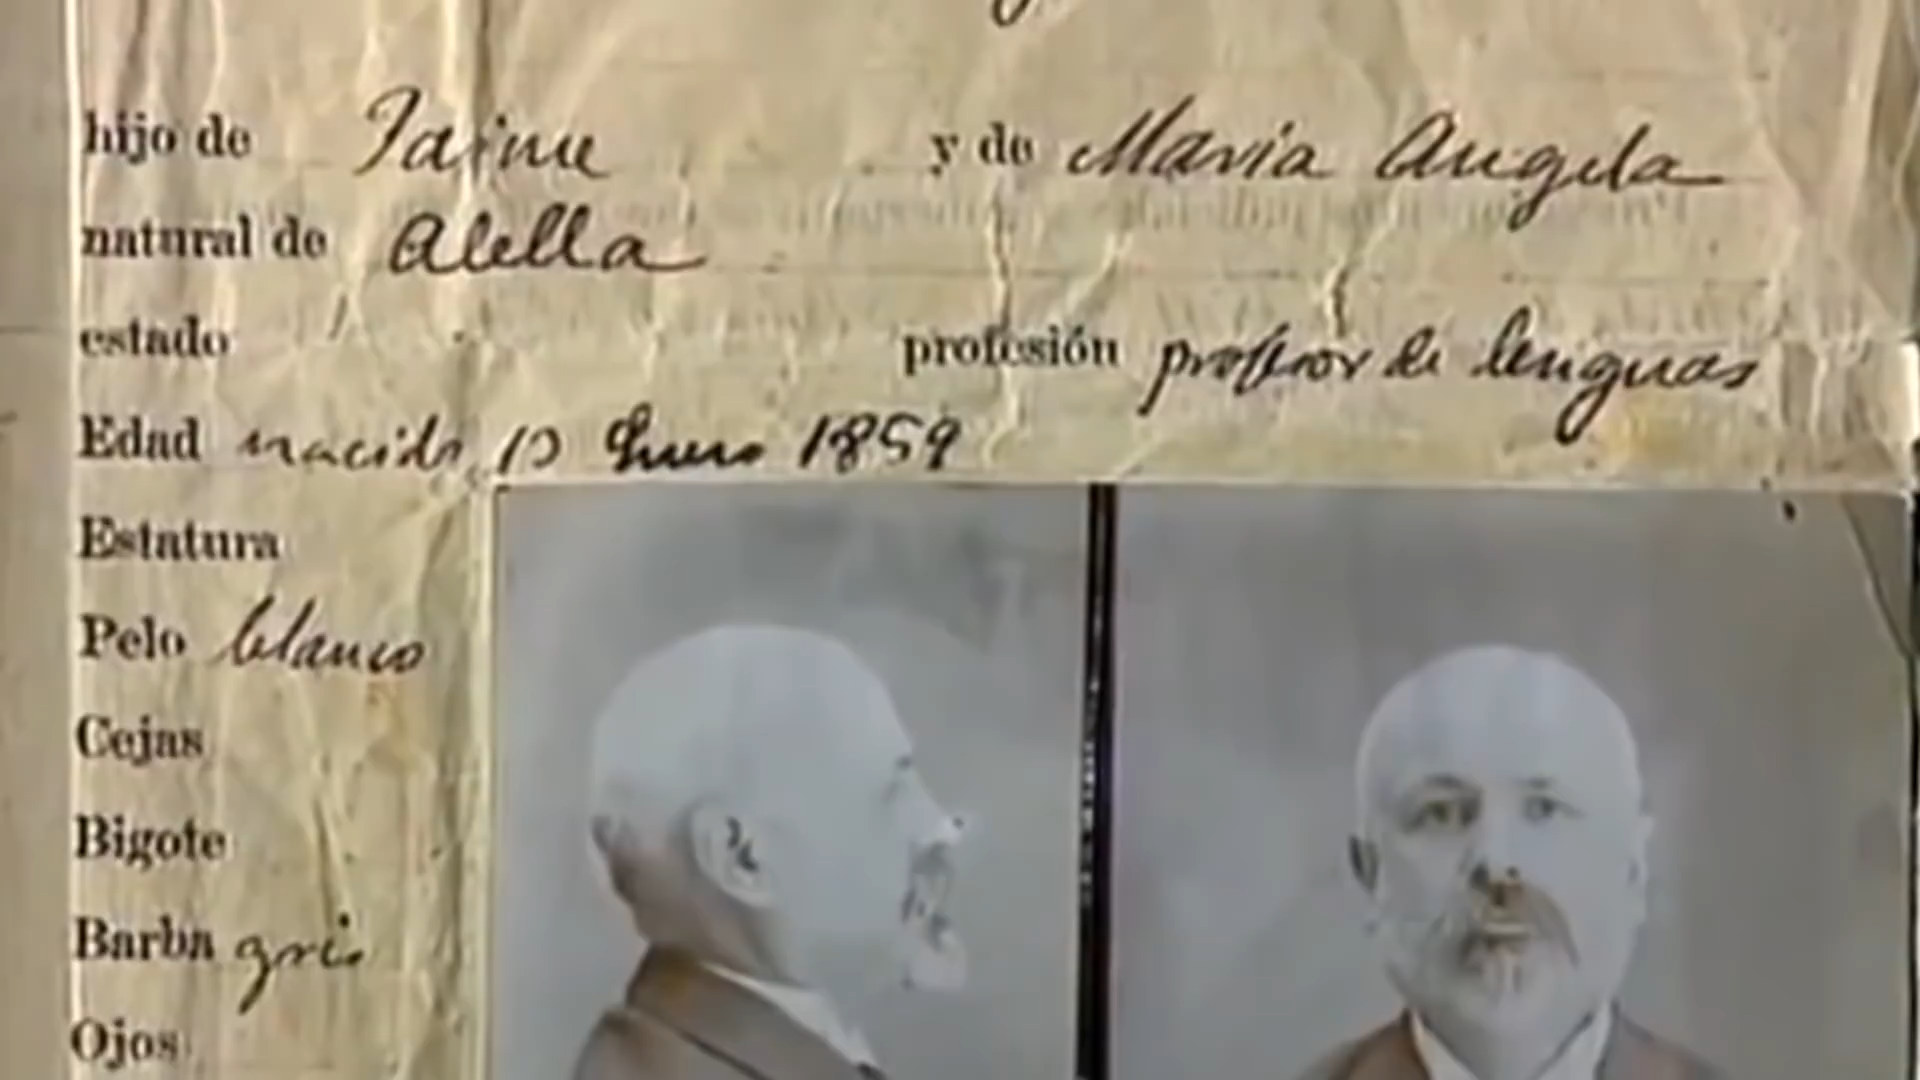 hijo de Jaime y de María Angela
natural de Alella
estado profesión profesor de lenguas
Edad nacido 10 Enero 1859
Estatura
Pelo blanco
Cejas
Bigote
Barba gris
Ojos